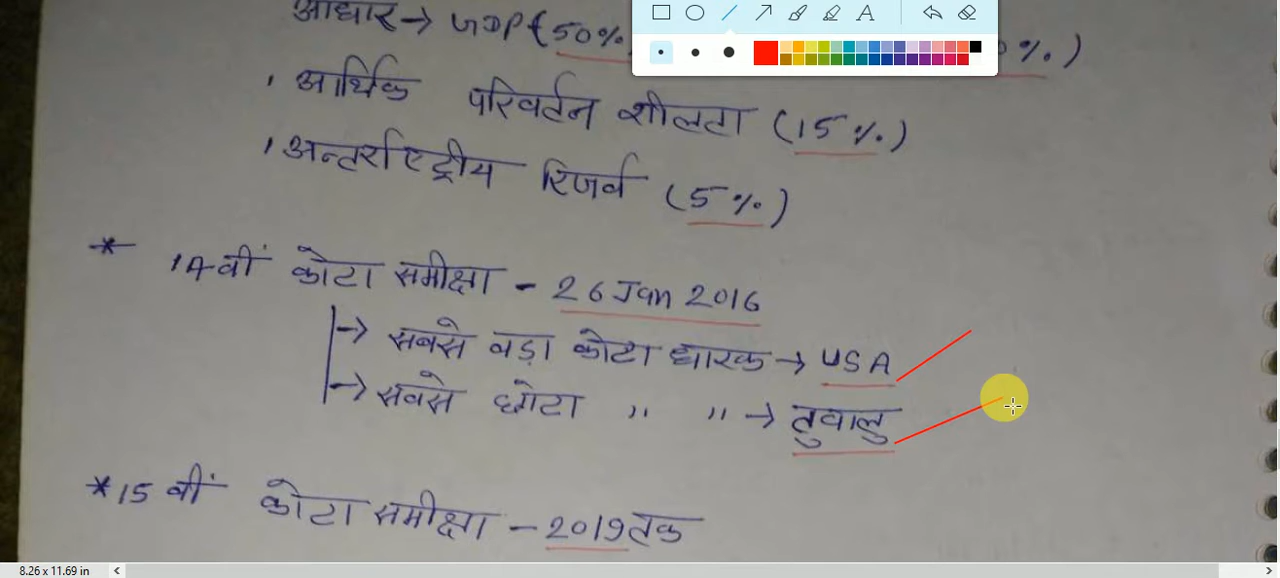 आधार → GDP (50% %.)
' आर्थिक परिवर्तन शीलता (15%)
' अन्तर्राष्ट्रीय रिजर्व (5%)
* 14वीं कोटा समीक्षा - 26 Jan 2016
→ सबसे बड़ा कोटा धारक → USA
→ सबसे छोटा " " → तुवालु
* 15 वीं कोटा समीक्षा - 2019 तक
8.26 x 11.69 in